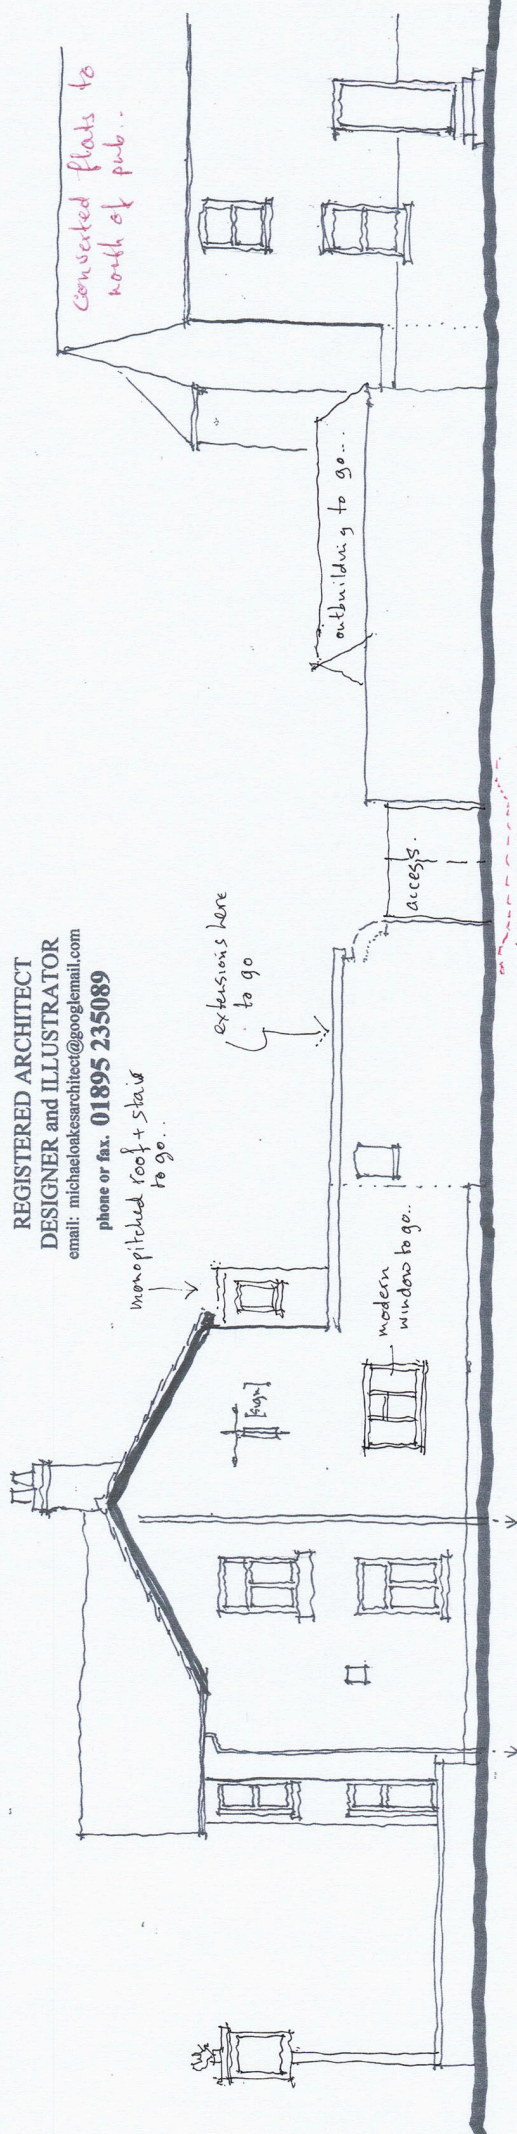 REGISTERED ARCHITECT
DESIGNER and ILLUSTRATOR
email: michaeloakesarchitect@googlemail.com
phone or fax. 01895 235089
monopitched roof + stair
to go..
[sign]
modern
window to go..
extensions here
to go
access.
outbuilding to go...
Converted flats to
north of pub...